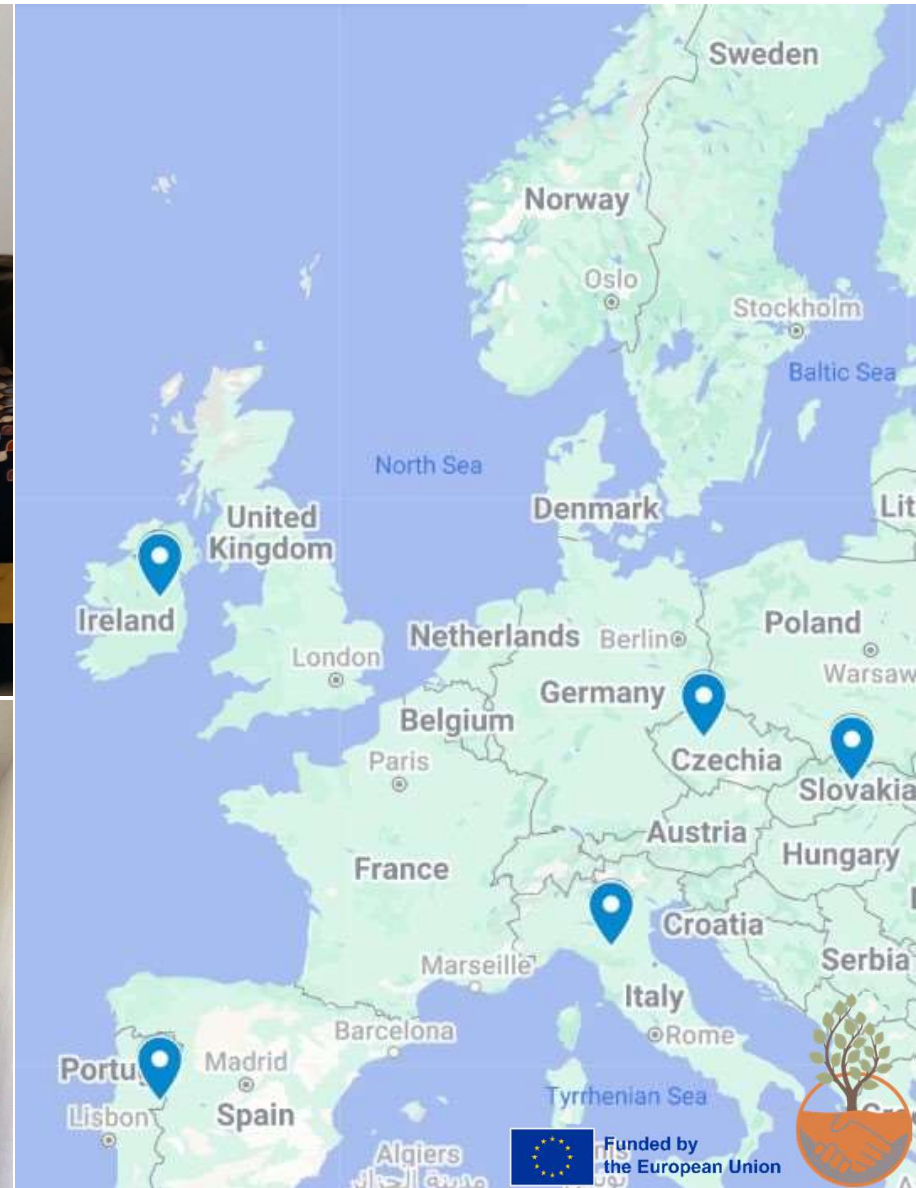 Sweden
Norway
Oslo
Stockholm
Baltic Sea
North Sea
Denmark
Lit
United
Kingdom
Ireland
Netherlands
Berlin
Poland
London
Warsaw
Germany
Belgium
Czechia
Paris
Slovakia
Austria
Hungary
France
Croatia
Marseille
Serbia
Italy
Barcelona
Rome
Portu
Madrid
Lisbon
Spain
Tyrrhenian Sea
Algiers
Funded by
the European Union